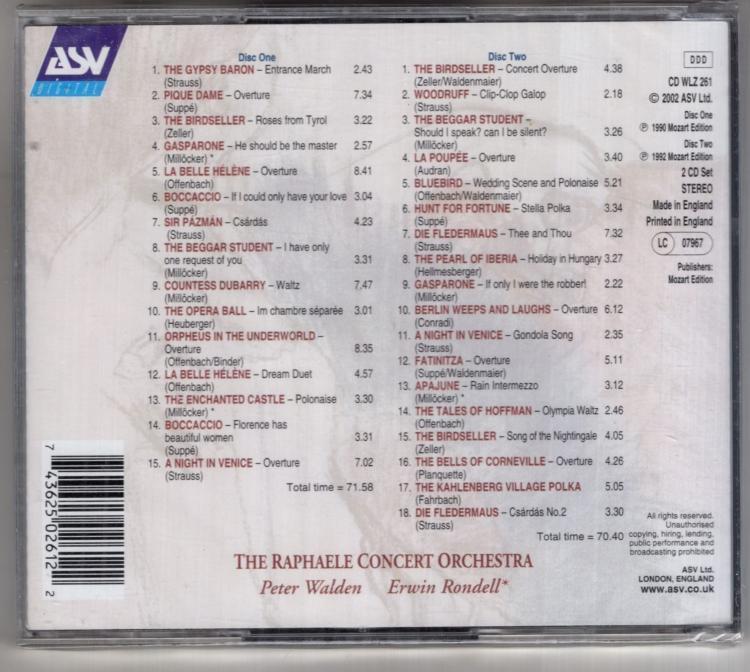 ASV
DIGITAL
Disc One
1. THE GYPSY BARON – Entrance March 2.43
(Strauss)
2. PIQUE DAME – Overture 7.34
(Suppé)
3. THE BIRDSELLER – Roses from Tyrol 3.22
(Zeller)
4. GASPARONE – He should be the master 2.57
(Millöcker) *
5. LA BELLE HÉLÈNE – Overture 8.41
(Offenbach)
6. BOCCACCIO – If I could only have your love 3.04
(Suppé)
7. SIR PÁZMÁN – Csárdás 4.23
(Strauss)
8. THE BEGGAR STUDENT – I have only
one request of you 3.31
(Millöcker)
9. COUNTESS DUBARRY – Waltz 7.47
(Millöcker)
10. THE OPERA BALL – Im chambre séparée 3.01
(Heuberger)
11. ORPHEUS IN THE UNDERWORLD –
Overture 8.35
(Offenbach/Binder)
12. LA BELLE HÉLÈNE – Dream Duet 4.57
(Offenbach)
13. THE ENCHANTED CASTLE – Polonaise 3.30
(Millöcker) *
14. BOCCACCIO – Florence has
beautiful women 3.31
(Suppé)
15. A NIGHT IN VENICE – Overture 7.02
(Strauss)
Total time = 71.58
Disc Two
1. THE BIRDSELLER – Concert Overture 4.38
(Zeller/Waldenmaier)
2. WOODRUFF – Clip-Clop Galop 2.18
(Strauss)
3. THE BEGGAR STUDENT –
Should I speak? can I be silent? 3.26
(Millöcker)
4. LA POUPÉE – Overture 3.40
(Audran)
5. BLUEBIRD – Wedding Scene and Polonaise 5.21
(Offenbach/Waldenmaier)
6. HUNT FOR FORTUNE – Stella Polka 3.34
(Suppé)
7. DIE FLEDERMAUS – Thee and Thou 7.32
(Strauss)
8. THE PEARL OF IBERIA – Holiday in Hungary 3.27
(Hellmesberger)
9. GASPARONE – If only I were the robber! 2.22
(Millöcker)
10. BERLIN WEEPS AND LAUGHS – Overture 6.12
(Conradi)
11. A NIGHT IN VENICE – Gondola Song 2.35
(Strauss)
12. FATINITZA – Overture 5.11
(Suppé/Waldenmaier)
13. APAJUNE – Rain Intermezzo 3.12
(Millöcker) *
14. THE TALES OF HOFFMAN – Olympia Waltz 2.46
(Offenbach)
15. THE BIRDSELLER – Song of the Nightingale 4.05
(Zeller)
16. THE BELLS OF CORNEVILLE – Overture 4.26
(Planquette)
17. THE KAHLENBERG VILLAGE POLKA 5.05
(Fahrbach)
18. DIE FLEDERMAUS – Csárdás No.2 3.30
(Strauss)
Total time = 70.40
DDD
CD WLZ 261
© 2002 ASV Ltd.
Disc One
℗ 1990 Mozart Edition
Disc Two
℗ 1992 Mozart Edition
2 CD Set
STEREO
Made in England
Printed in England
LC 07967
Publishers:
Mozart Edition
All rights reserved.
Unauthorised
copying, hiring, lending,
public performance and
broadcasting prohibited
ASV Ltd.
LONDON, ENGLAND
www.asv.co.uk
7 43625 02612 2
THE RAPHAELE CONCERT ORCHESTRA
Peter Walden Erwin Rondell*